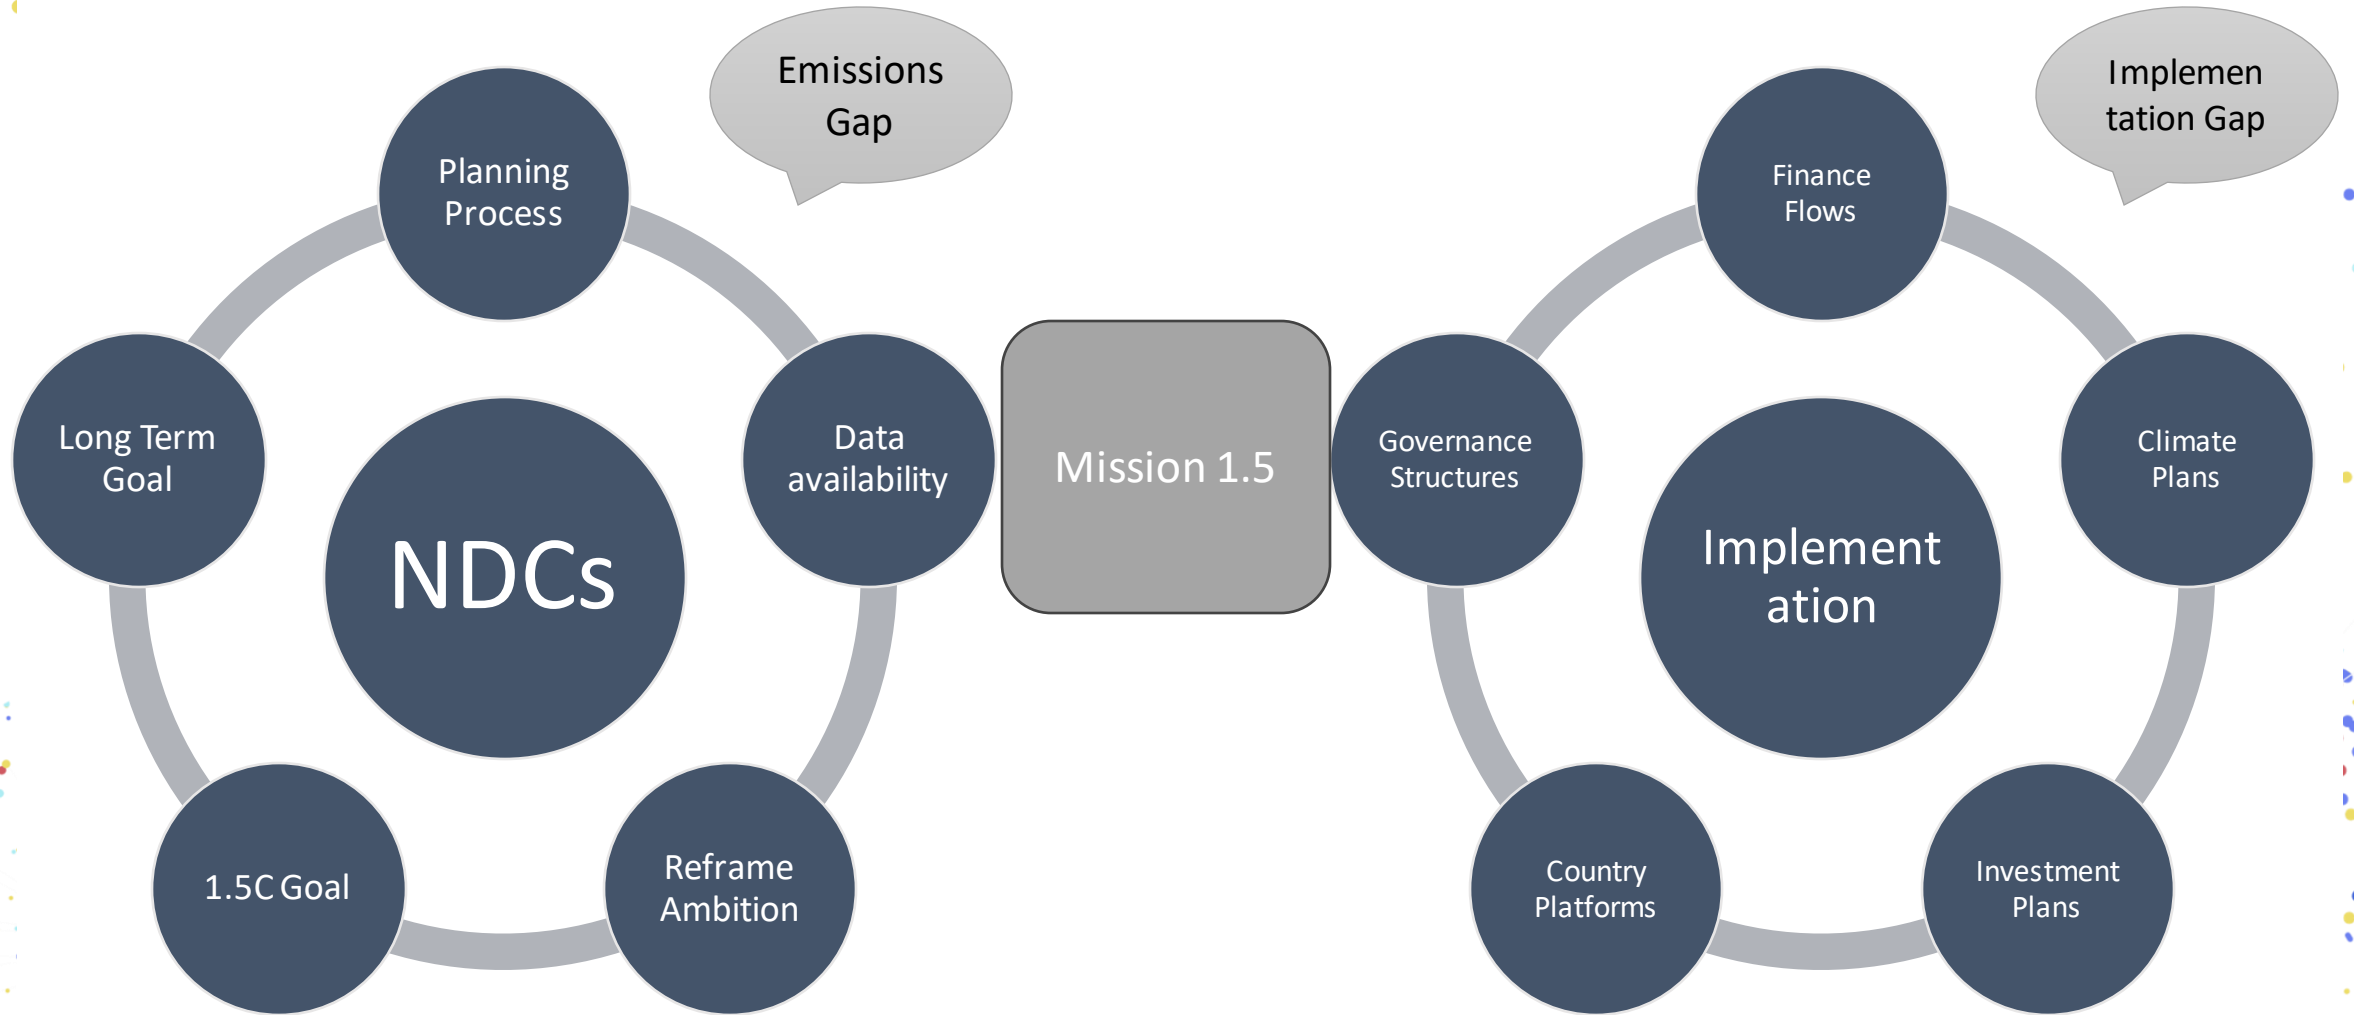 Emissions
Gap
Planning
Process
Long Term
Goal
Data
availability
NDCs
1.5C Goal
Reframe
Ambition
Mission 1.5
Implemen
tation Gap
Finance
Flows
Governance
Structures
Climate
Plans
Implement
ation
Country
Platforms
Investment
Plans